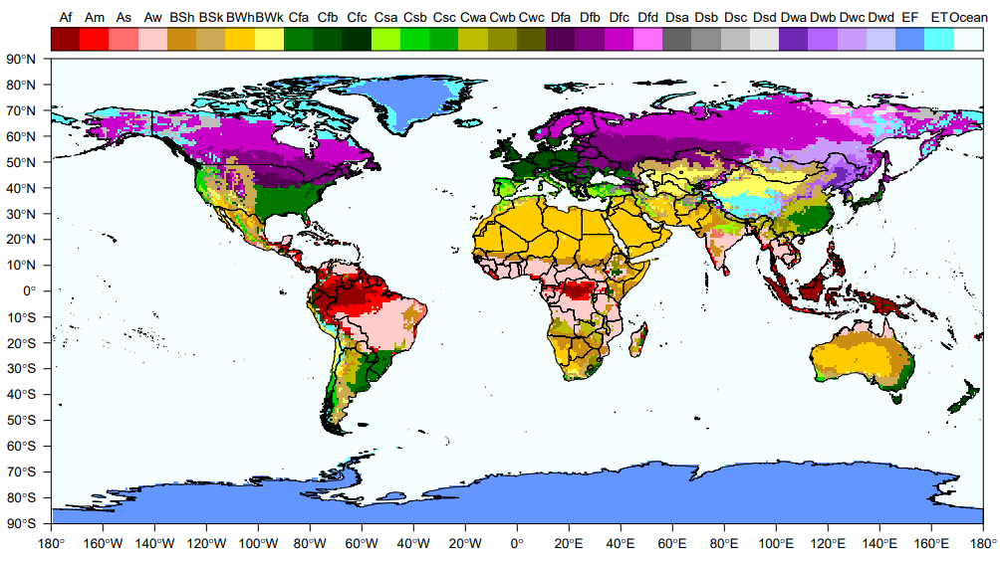 Af Am As Aw BSh BSk BWh BWk Cfa Cfb Cfc Csa Csb Csc Cwa Cwb Cwc Dfa Dfb Dfc Dfd Dsa Dsb Dsc Dsd Dwa Dwb Dwc Dwd EF ET Ocean
90°N
80°N
70°N
60°N
50°N
40°N
30°N
20°N
10°N
0°
10°S
20°S
30°S
40°S
50°S
60°S
70°S
80°S
90°S
180° 160°W 140°W 120°W 100°W 80°W 60°W 40°W 20°W 0° 20°E 40°E 60°E 80°E 100°E 120°E 140°E 160°E 180°